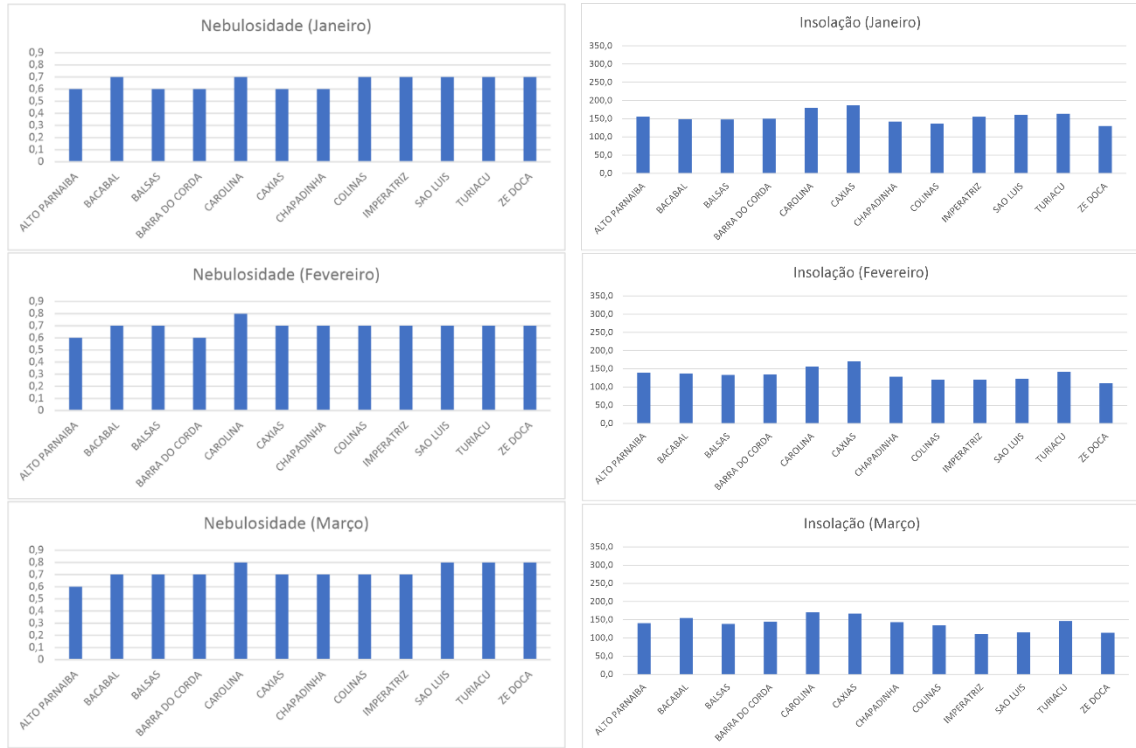 Nebulosidade (Janeiro)
0,9
0,8
0,7
0,6
0,5
0,4
0,3
0,2
0,1
0
ALTO PARNAIBA
BACABAL
BALSAS
BARRA DO CORDA
CAROLINA
CAXIAS
CHAPADINHA
COLINAS
IMPERATRIZ
SAO LUIS
TURIACU
ZE DOCA
Insolação (Janeiro)
350,0
300,0
250,0
200,0
150,0
100,0
50,0
0,0
ALTO PARNAIBA
BACABAL
BALSAS
BARRA DO CORDA
CAROLINA
CAXIAS
CHAPADINHA
COLINAS
IMPERATRIZ
SAO LUIS
TURIACU
ZE DOCA
Nebulosidade (Fevereiro)
0,9
0,8
0,7
0,6
0,5
0,4
0,3
0,2
0,1
0
ALTO PARNAIBA
BACABAL
BALSAS
BARRA DO CORDA
CAROLINA
CAXIAS
CHAPADINHA
COLINAS
IMPERATRIZ
SAO LUIS
TURIACU
ZE DOCA
Insolação (Fevereiro)
350,0
300,0
250,0
200,0
150,0
100,0
50,0
0,0
ALTO PARNAIBA
BACABAL
BALSAS
BARRA DO CORDA
CAROLINA
CAXIAS
CHAPADINHA
COLINAS
IMPERATRIZ
SAO LUIS
TURIACU
ZE DOCA
Nebulosidade (Março)
0,9
0,8
0,7
0,6
0,5
0,4
0,3
0,2
0,1
0
ALTO PARNAIBA
BACABAL
BALSAS
BARRA DO CORDA
CAROLINA
CAXIAS
CHAPADINHA
COLINAS
IMPERATRIZ
SAO LUIS
TURIACU
ZE DOCA
Insolação (Março)
350,0
300,0
250,0
200,0
150,0
100,0
50,0
0,0
ALTO PARNAIBA
BACABAL
BALSAS
BARRA DO CORDA
CAROLINA
CAXIAS
CHAPADINHA
COLINAS
IMPERATRIZ
SAO LUIS
TURIACU
ZE DOCA